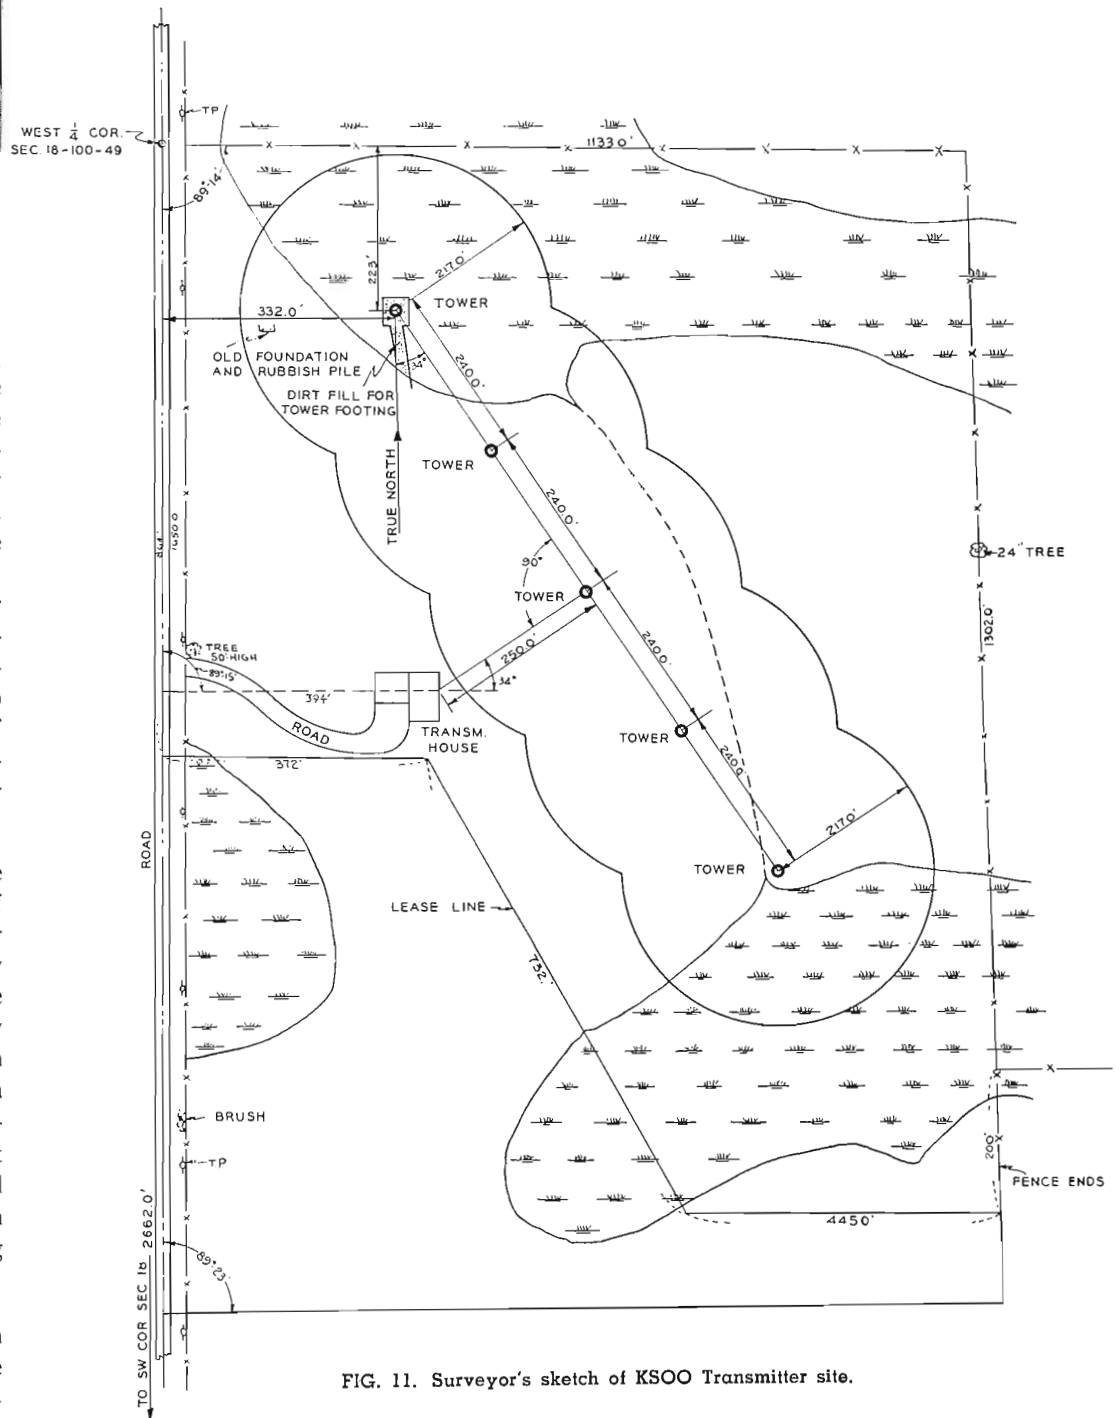 TP
WEST 1/4 COR.
SEC. 18-100-49
1133.0'
89°-14'
223'
217.0'
TOWER
332.0'
OLD FOUNDATION
AND RUBBISH PILE
34°
240.0'
DIRT FILL FOR
TOWER FOOTING
TOWER
TRUE NORTH
240.0'
1650.0
24" TREE
90°
TOWER
250.0'
240.0'
1302.0'
TREE
50' HIGH
89°-15'
394'
34°
ROAD
TRANSM.
HOUSE
TOWER
372'
240.0'
217.0'
ROAD
TOWER
LEASE LINE
732'
BRUSH
TP
200'
FENCE ENDS
4450'
89°-23'
TO SW COR SEC 18 2662.0'
FIG. 11. Surveyor's sketch of KSOO Transmitter site.